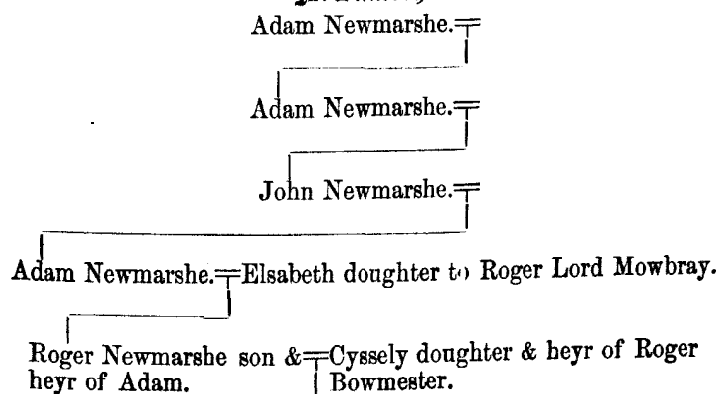 Adam Newmarshe.
Adam Newmarshe.
John Newmarshe.
Adam Newmarshe. Elsabeth doughter to Roger Lord Mowbray.
Roger Newmarshe son & Cyssely doughter & heyr of Roger
heyr of Adam. Bowmester.